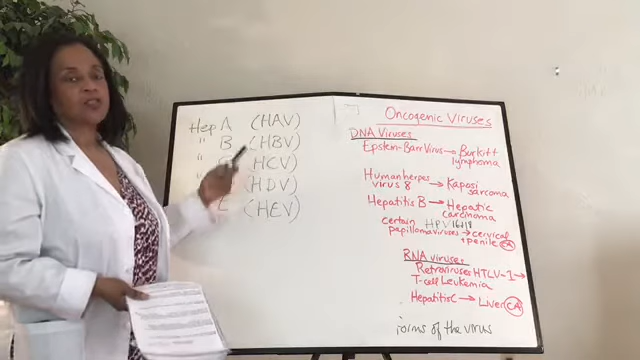 Hep A (HAV)
" B (HBV)
" (HCV)
(HDV)
E (HEV)
Oncogenic Viruses
DNA Viruses
Epstein-Barr Virus → Burkitt
lymphoma
Human herpes
virus 8 → Kaposi
sarcoma
Hepatitis B → Hepatic
carcinoma
certain HPV 16+18
papillomaviruses → cervical
+ penile CA
RNA viruses
Retroviruses HTLV-1 →
T-cell Leukemia
Hepatitis C → Liver CA
forms of the virus